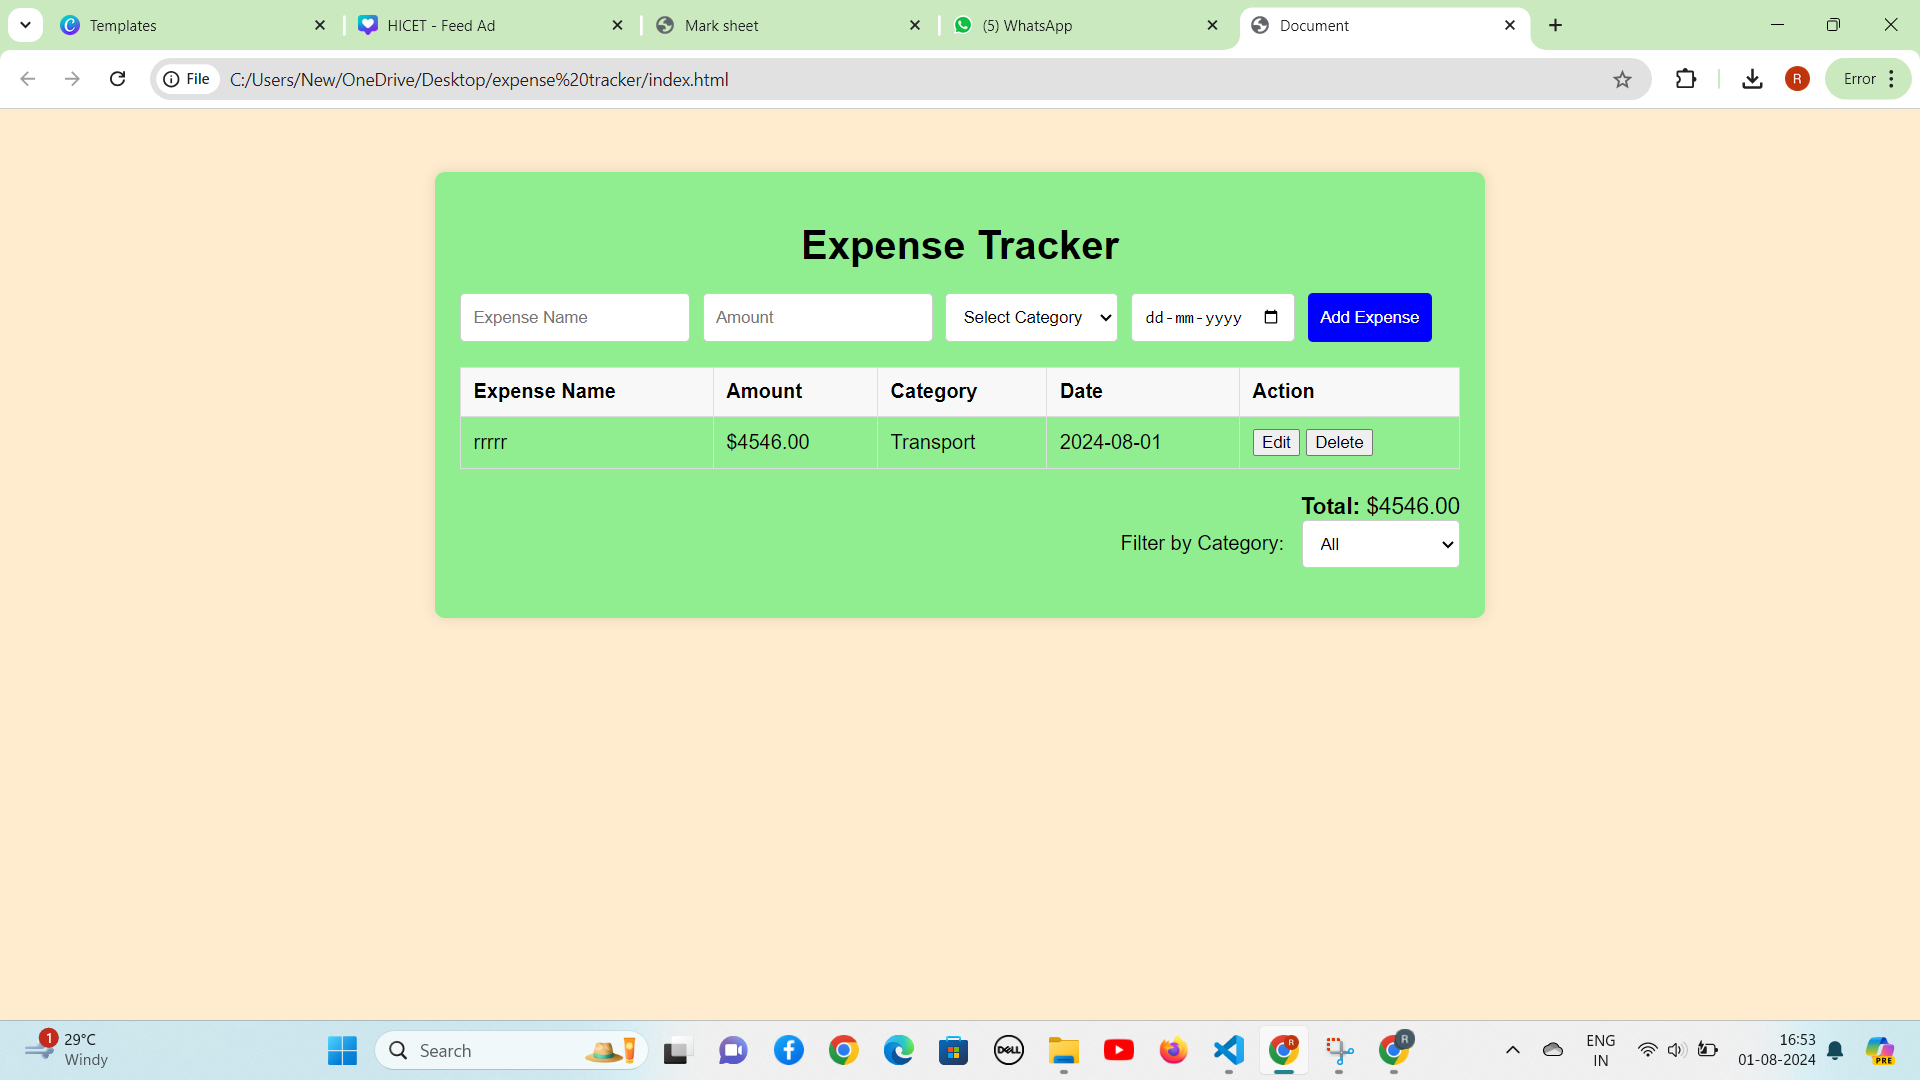 Templates
HICET - Feed Ad
Mark sheet
(5) WhatsApp
Document
File
C:/Users/New/OneDrive/Desktop/expense%20tracker/index.html
R
Error
Expense Tracker
Expense Name
Amount
Select Category
dd-mm-yyyy
Add Expense
Expense Name Amount Category Date Action
rrrrr $4546.00 Transport 2024-08-01 Edit Delete
Total: $4546.00
Filter by Category: All
1
29°C
Windy
Search
DELL
R
R
ENG
IN
16:53
01-08-2024
PRE